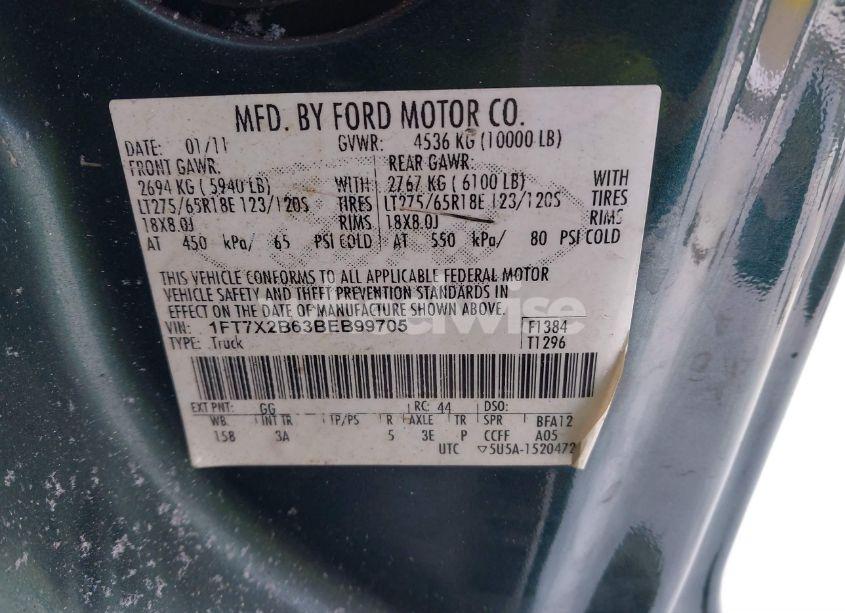 MFD. BY FORD MOTOR CO.
DATE: 01/11 GVWR: 4536 KG (10000 LB)
FRONT GAWR: REAR GAWR:
2694 KG ( 5940 LB) WITH 2767 KG ( 6100 LB) WITH
LT275/65R18E 123/120S TIRES LT275/65R18E 123/120S TIRES
18X8.0J RIMS 18X8.0J RIMS
AT 450 kPa/ 65 PSI COLD AT 550 kPa/ 80 PSI COLD
THIS VEHICLE CONFORMS TO ALL APPLICABLE FEDERAL MOTOR
VEHICLE SAFETY AND THEFT PREVENTION STANDARDS IN
EFFECT ON THE DATE OF MANUFACTURE SHOWN ABOVE.
VIN: 1FT7X2B63BEB99705 F1384
TYPE: Truck T1296
EXT PNT: GG RC: 44 DSO:
WB INT TR TP/PS R AXLE TR SPR BFA12
158 3A 5 3E P CCFF A05
UTC ▽5U5A-1520472